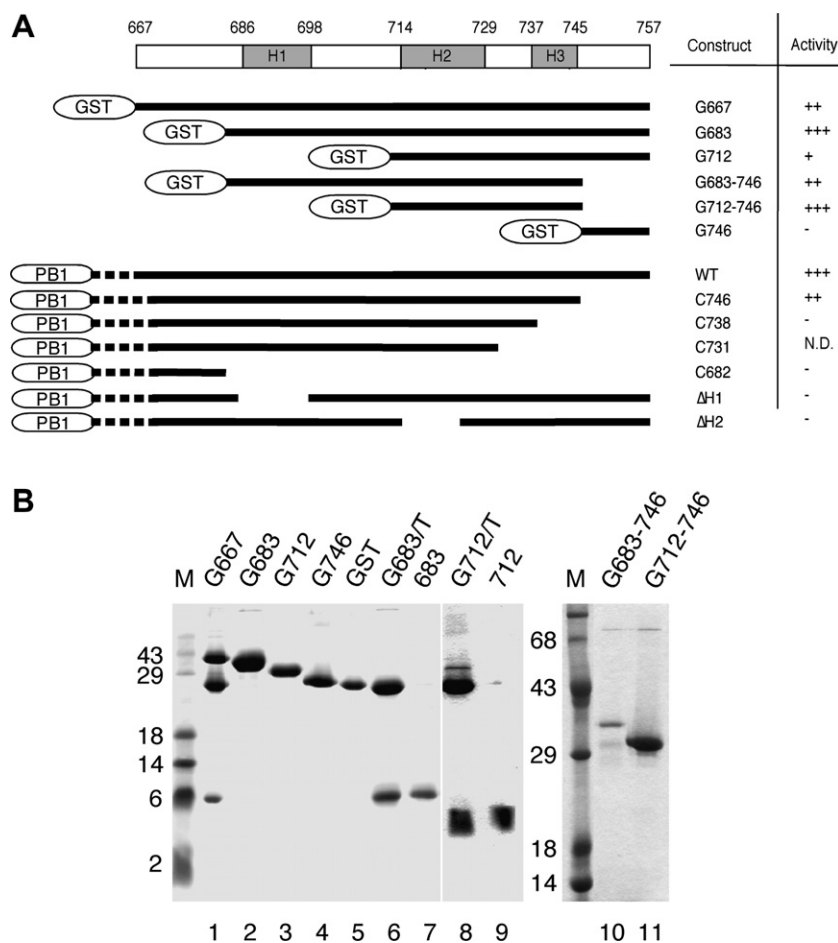 A
667 686 698 714 729 737 745 757
H1 H2 H3
Construct Activity
GST G667 ++
GST G683 +++
GST G712 +
GST G683-746 ++
GST G712-746 +++
GST G746 -
PB1 WT +++
PB1 C746 ++
PB1 C738 -
PB1 C731 N.D.
PB1 C682 -
PB1 ΔH1 -
PB1 ΔH2 -
B
M G667 G683 G712 G746 GST G683/T 683 G712/T 712
43
29
18
14
6
2
1 2 3 4 5 6 7 8 9
M G683-746 G712-746
68
43
29
18
14
10 11